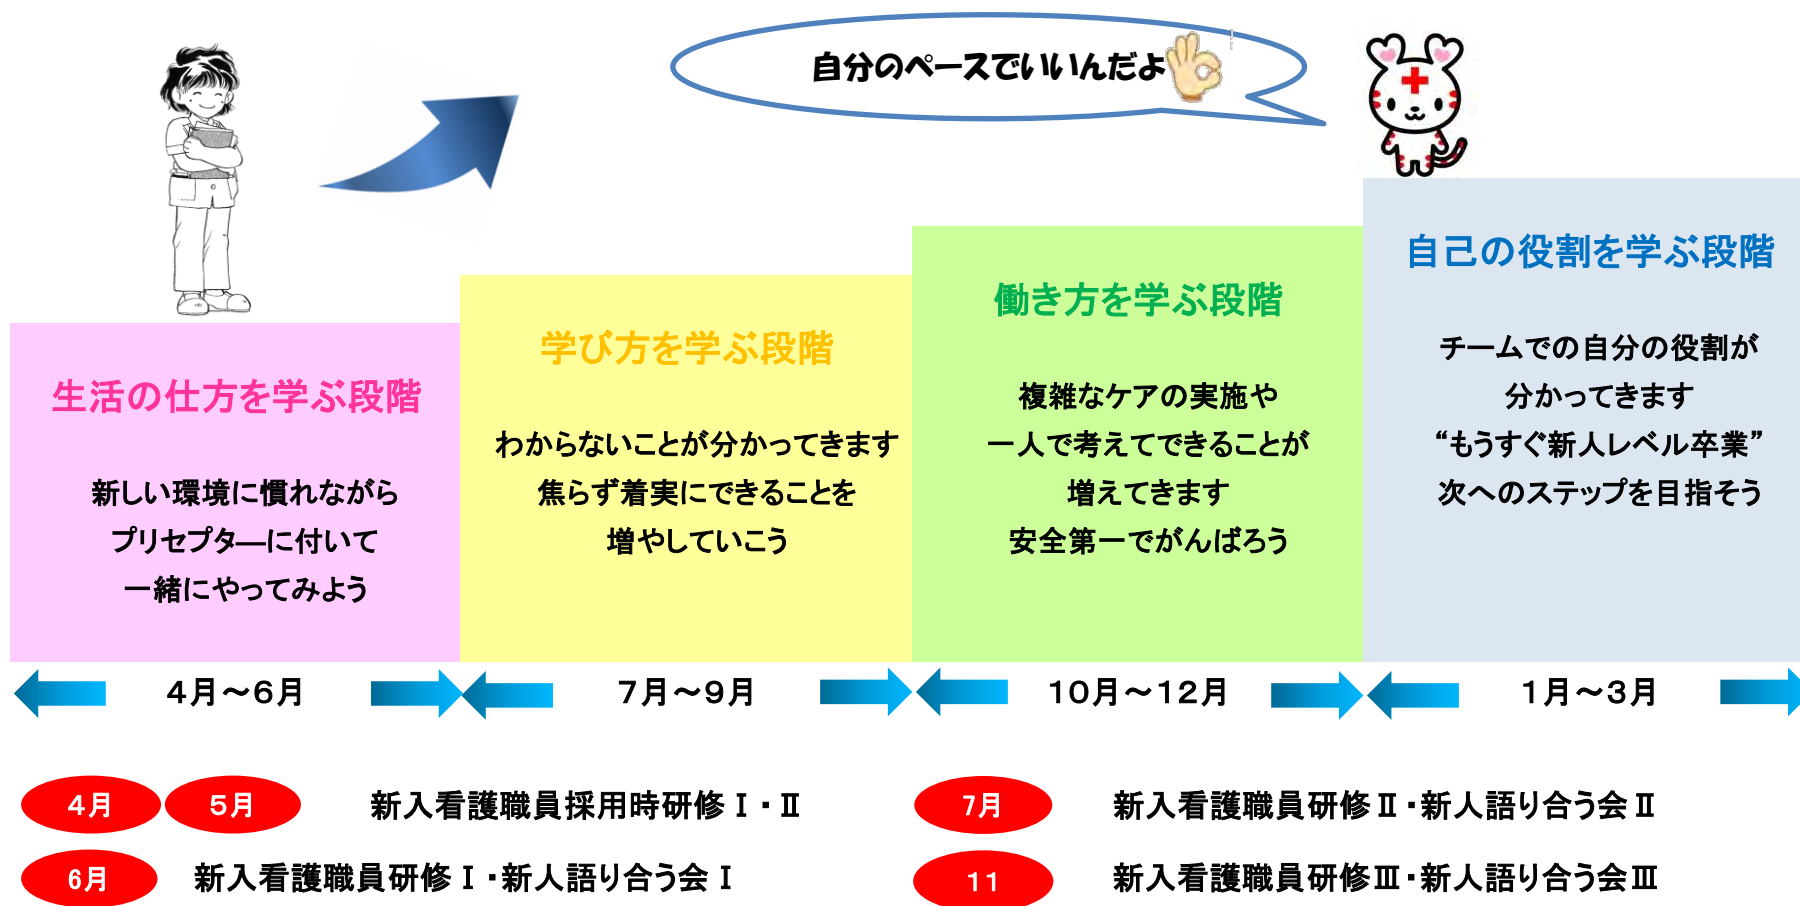 自分のペースでいいんだよ
生活の仕方を学ぶ段階
新しい環境に慣れながら
プリセプタ―に付いて
一緒にやってみよう
学び方を学ぶ段階
わからないことが分かってきます
焦らず着実にできることを
増やしていこう
働き方を学ぶ段階
複雑なケアの実施や
一人で考えてできることが
増えてきます
安全第一でがんばろう
自己の役割を学ぶ段階
チームでの自分の役割が
分かってきます
“もうすぐ新人レベル卒業”
次へのステップを目指そう
4月～6月
7月～9月
10月～12月
1月～3月
4月 5月 新入看護職員採用時研修Ⅰ・Ⅱ
6月 新入看護職員研修Ⅰ・新人語り合う会Ⅰ
7月 新入看護職員研修Ⅱ・新人語り合う会Ⅱ
11 新入看護職員研修Ⅲ・新人語り合う会Ⅲ